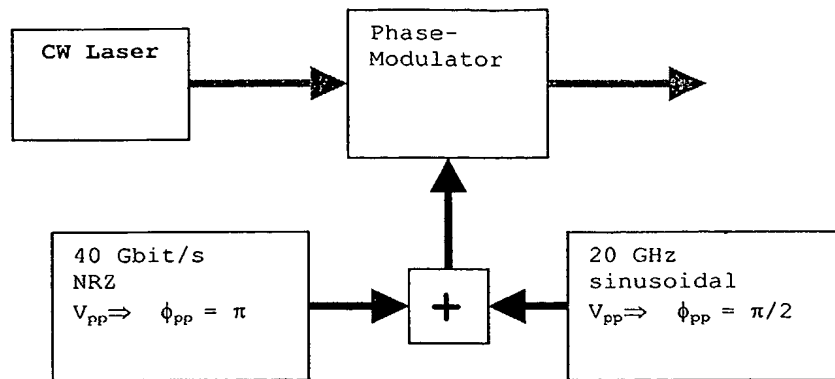 CW Laser
Phase-
Modulator
40 Gbit/s
NRZ
Vpp⇒ ϕpp = π
+
20 GHz
sinusoidal
Vpp⇒ ϕpp = π/2